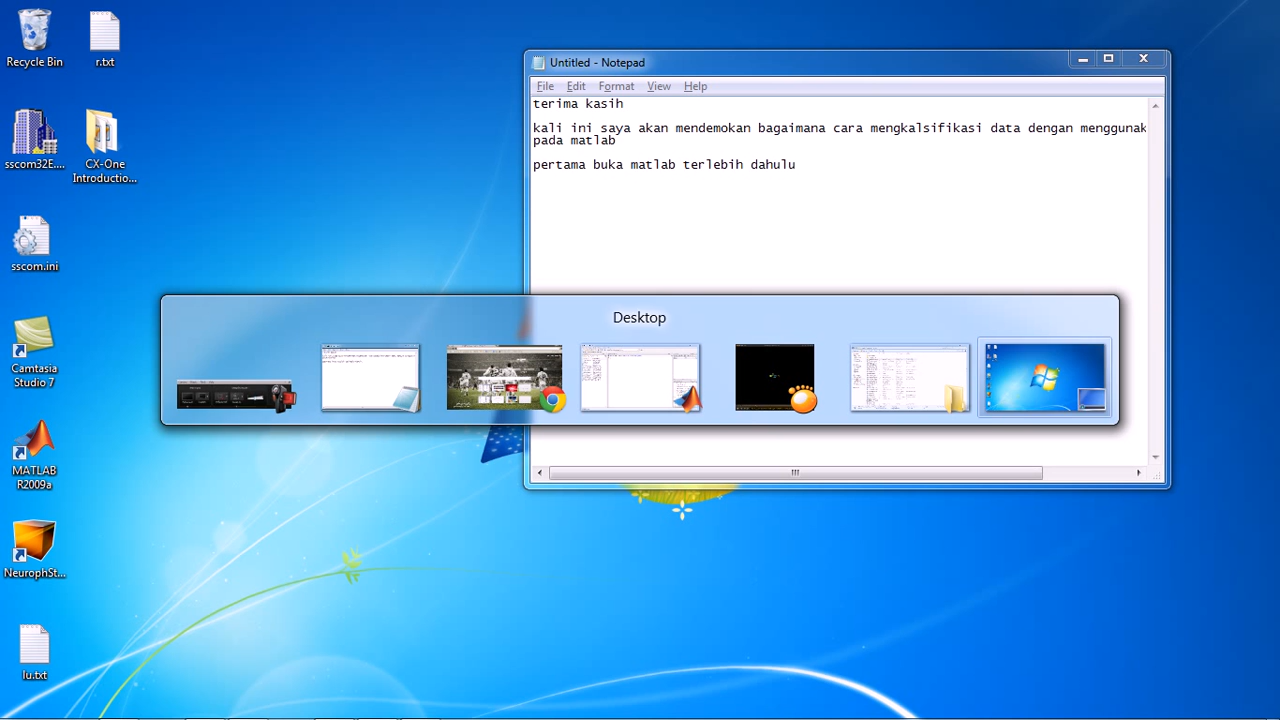 Recycle Bin
r.txt
sscom32E....
CX-One
Introductio...
sscom.ini
Camtasia
Studio 7
MATLAB
R2009a
NeurophSt...
lu.txt
Untitled - Notepad
File Edit Format View Help
terima kasih
kali ini saya akan mendemokan bagaimana cara mengkalsifikasi data dengan menggunak
pada matlab
pertama buka matlab terlebih dahulu
Desktop